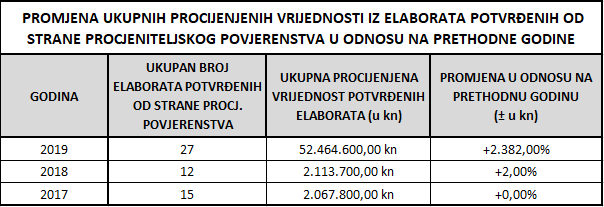 PROMJENA UKUPNIH PROCIJENJENIH VRIJEDNOSTI IZ ELABORATA POTVRĐENIH OD
STRANE PROCJENITELJSKOG POVJERENSTVA U ODNOSU NA PRETHODNE GODINE
GODINA
UKUPAN BROJ
ELABORATA POTVRĐENIH
OD STRANE PROCJ.
POVJERENSTVA
UKUPNA PROCIJENJENA
VRIJEDNOST POTVRĐENIH
ELABORATA (u kn)
PROMJENA U ODNOSU NA
PRETHODNU GODINU
(± u kn)
2019 27 52.464.600,00 kn +2.382,00%
2018 12 2.113.700,00 kn +2,00%
2017 15 2.067.800,00 kn +0,00%